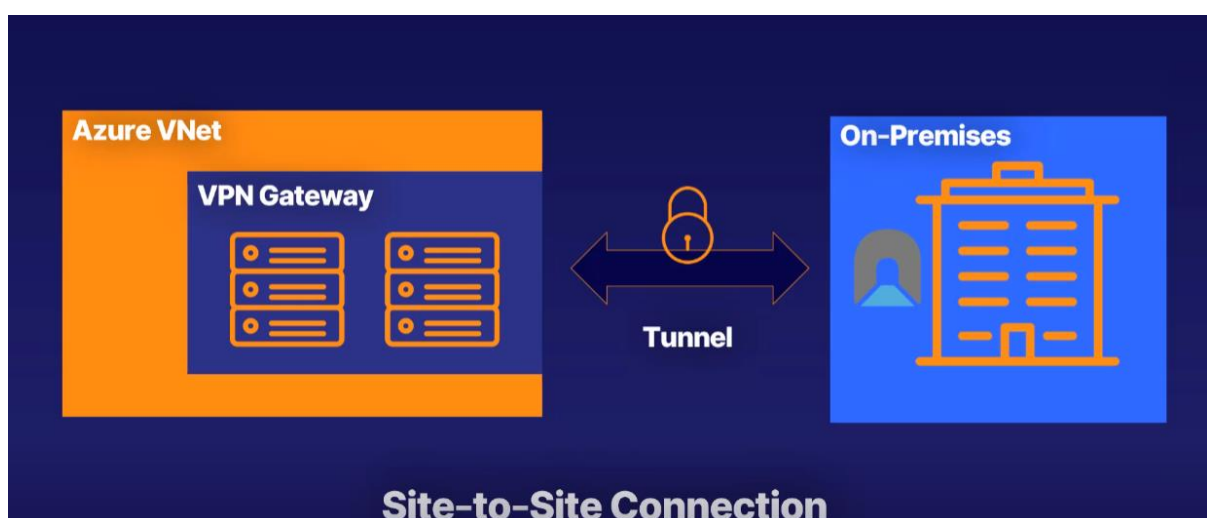 Azure VNet
On-Premises
VPN Gateway
Tunnel
Site-to-Site Connection